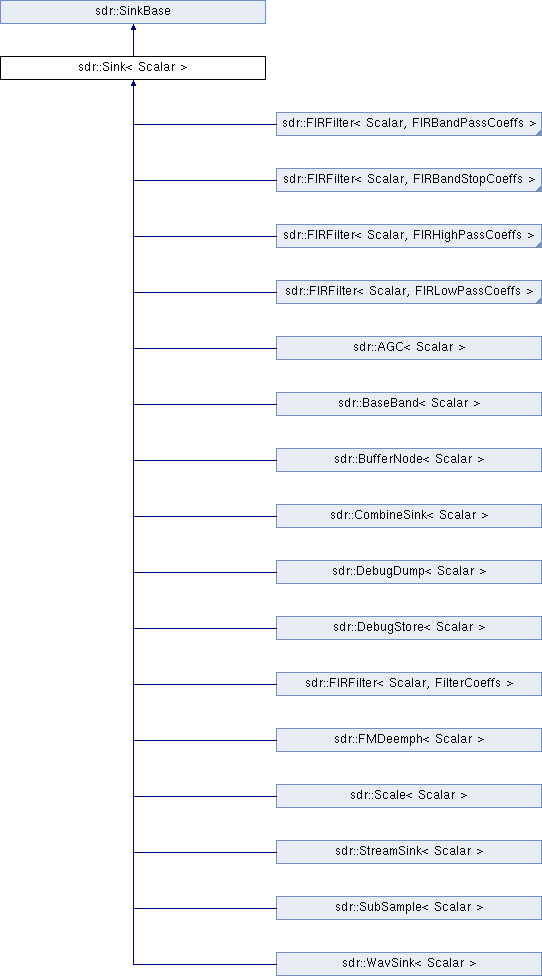 sdr::SinkBase
sdr::Sink< Scalar >
sdr::FIRFilter< Scalar, FIRBandPassCoeffs >
sdr::FIRFilter< Scalar, FIRBandStopCoeffs >
sdr::FIRFilter< Scalar, FIRHighPassCoeffs >
sdr::FIRFilter< Scalar, FIRLowPassCoeffs >
sdr::AGC< Scalar >
sdr::BaseBand< Scalar >
sdr::BufferNode< Scalar >
sdr::CombineSink< Scalar >
sdr::DebugDump< Scalar >
sdr::DebugStore< Scalar >
sdr::FIRFilter< Scalar, FilterCoeffs >
sdr::FMDeemph< Scalar >
sdr::Scale< Scalar >
sdr::StreamSink< Scalar >
sdr::SubSample< Scalar >
sdr::WavSink< Scalar >